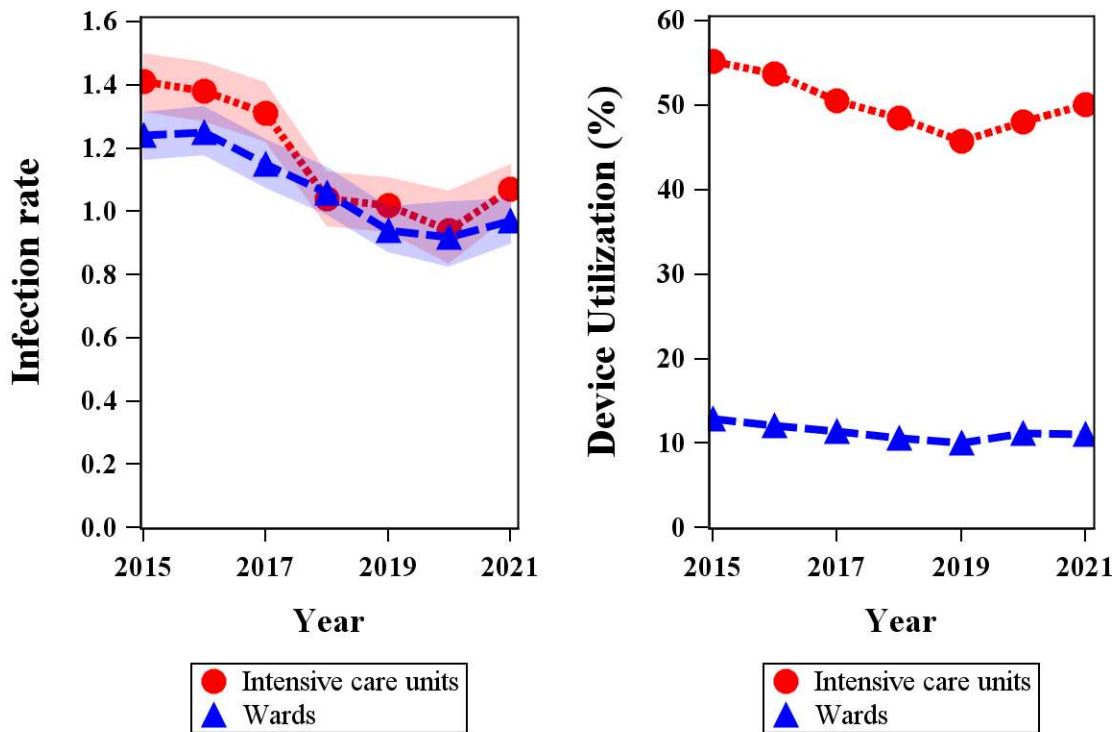 Infection rate
1.6
1.4
1.2
1.0
0.8
0.6
0.4
0.2
0.0
2015 2017 2019 2021
Year
Intensive care units
Wards
Device Utilization (%)
60
50
40
30
20
10
0
2015 2017 2019 2021
Year
Intensive care units
Wards